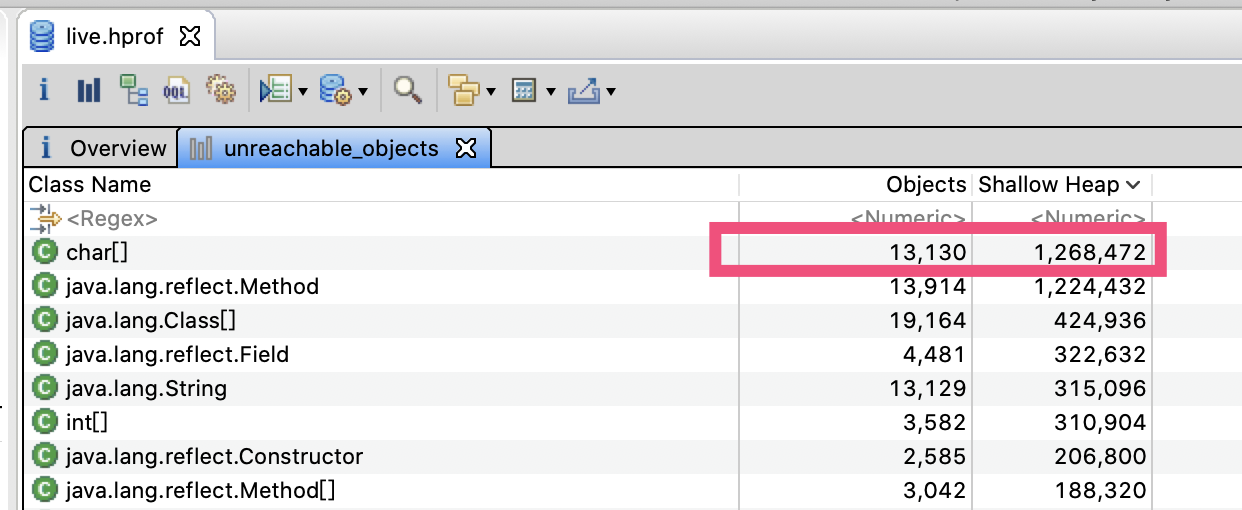 live.hprof
i OQL
i Overview unreachable_objects
Class Name Objects Shallow Heap
<Regex> <Numeric> <Numeric>
C char[] 13,130 1,268,472
C java.lang.reflect.Method 13,914 1,224,432
C java.lang.Class[] 19,164 424,936
C java.lang.reflect.Field 4,481 322,632
C java.lang.String 13,129 315,096
C int[] 3,582 310,904
C java.lang.reflect.Constructor 2,585 206,800
C java.lang.reflect.Method[] 3,042 188,320